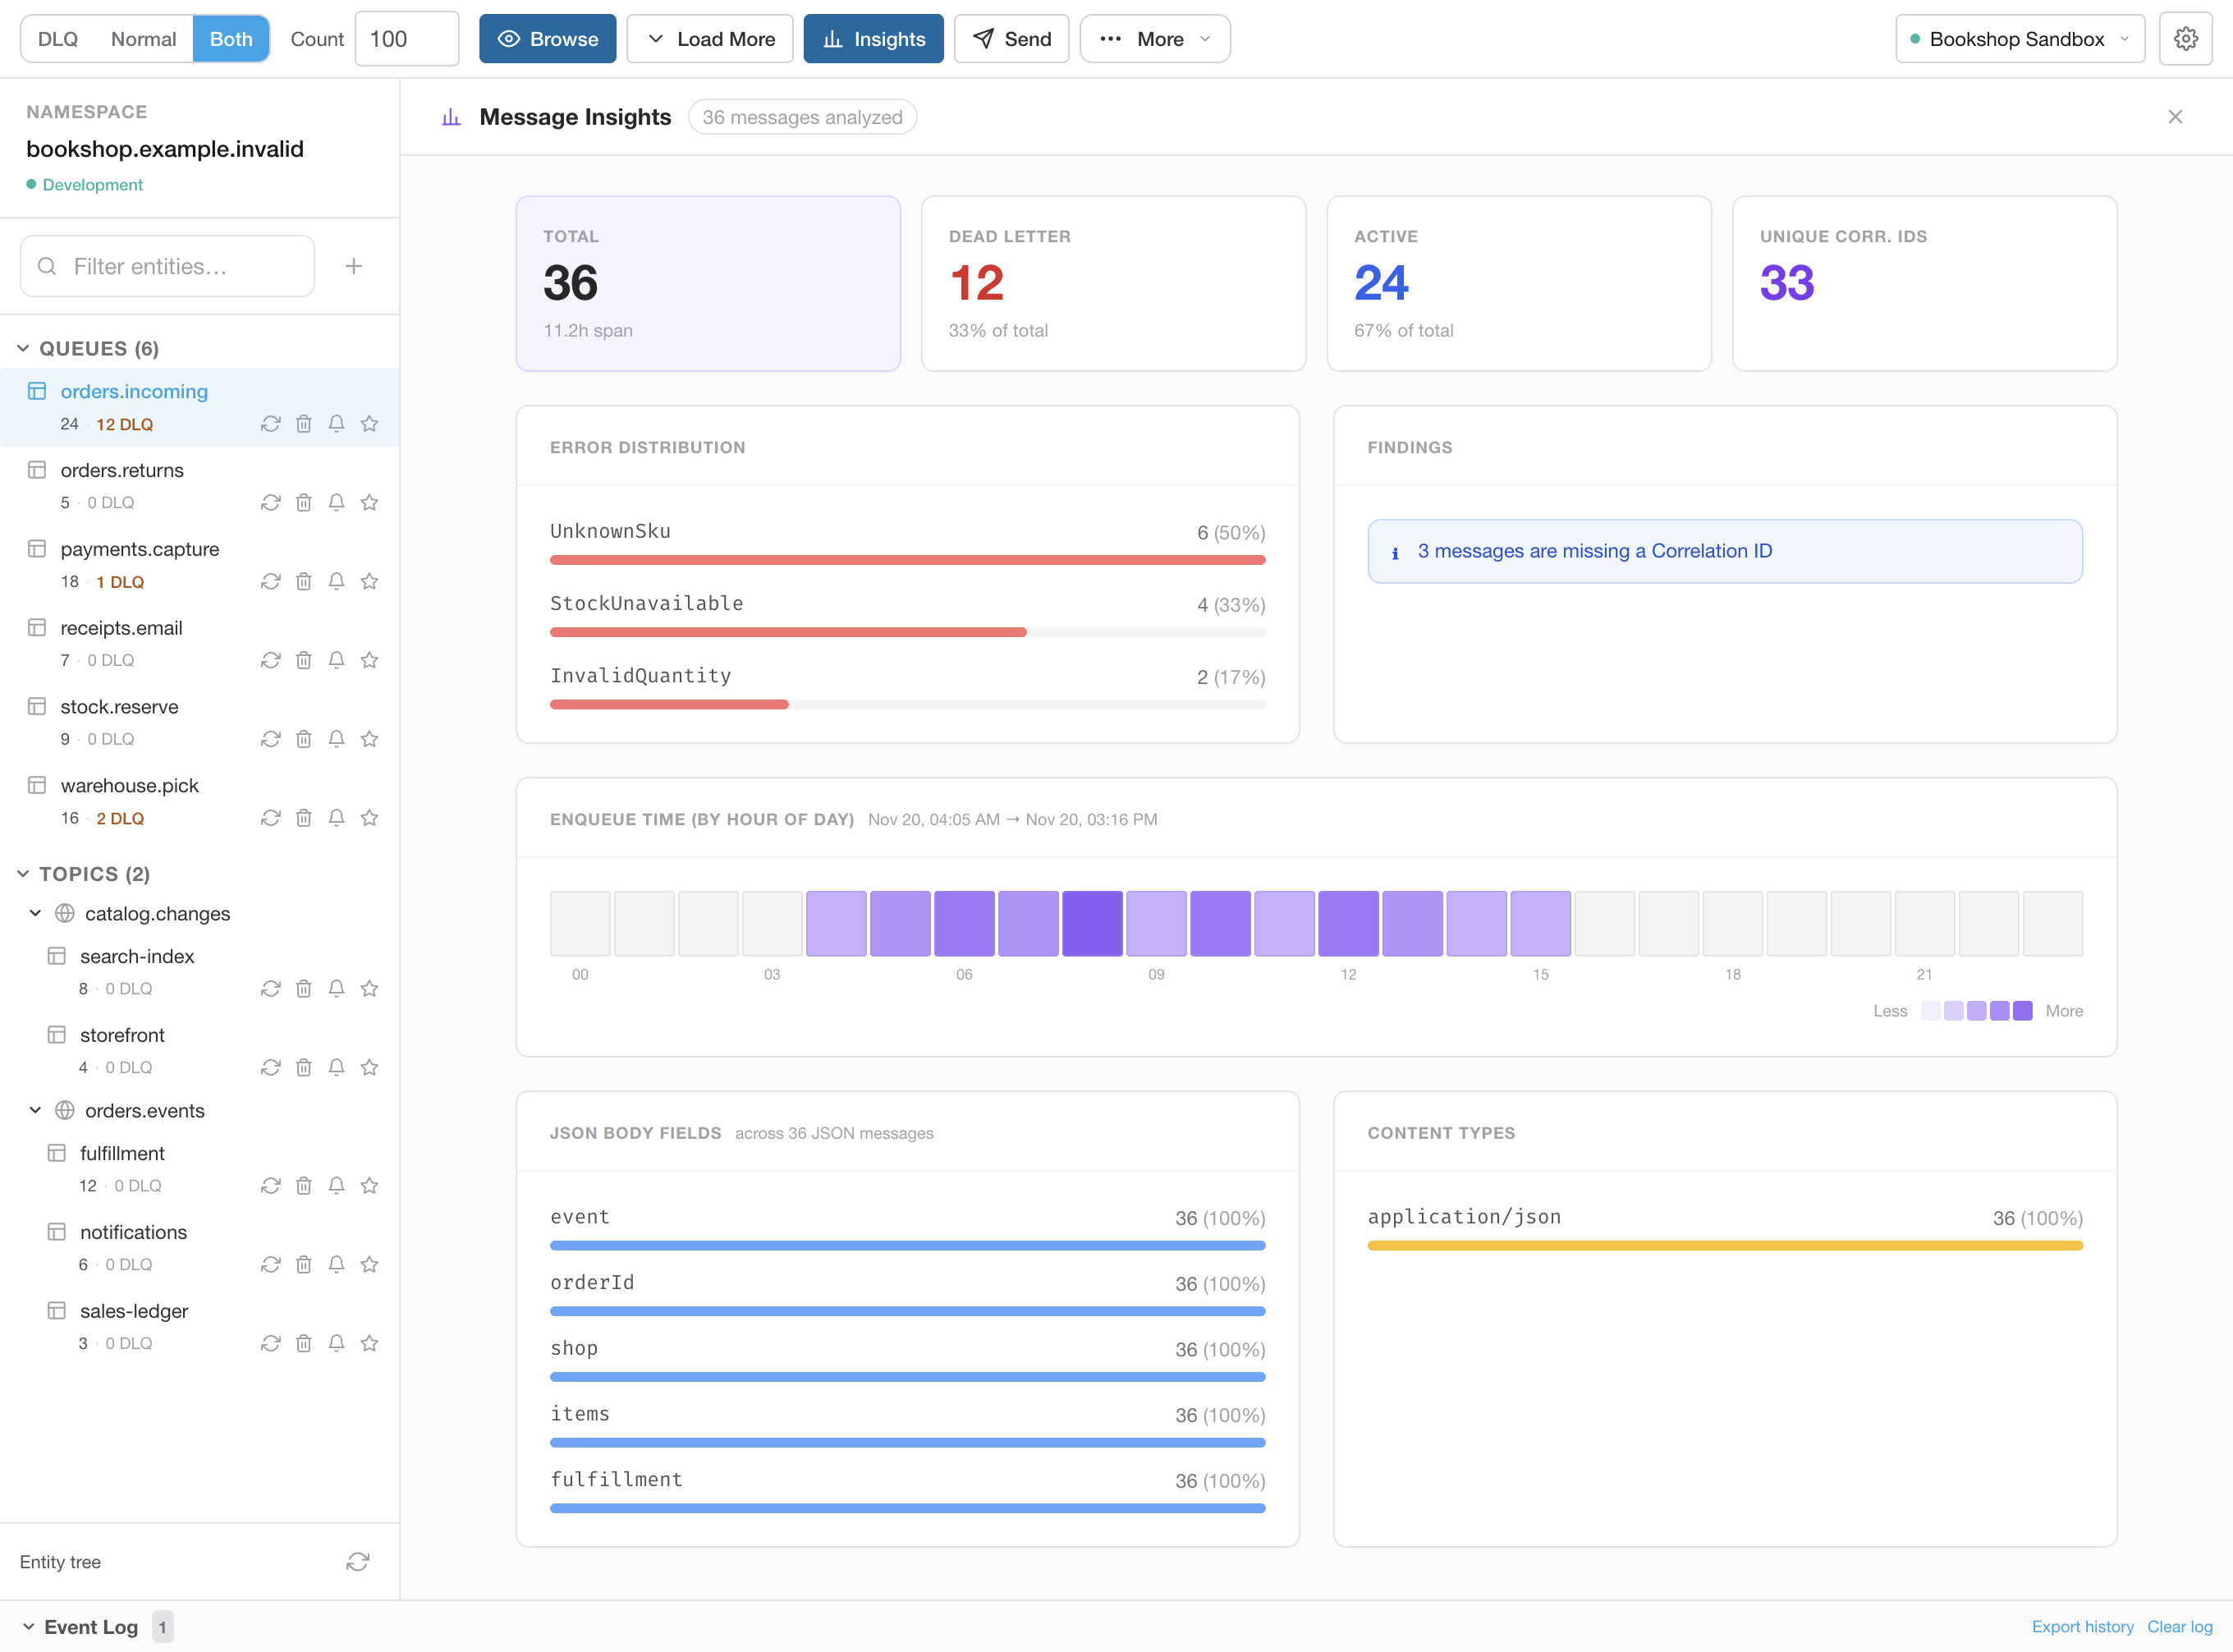 DLQ Normal Both Count 100 Browse Load More Insights Send More Bookshop Sandbox
NAMESPACE
bookshop.example.invalid
Development
Filter entities…
QUEUES (6)
orders.incoming
24 · 12 DLQ
orders.returns
5 · 0 DLQ
payments.capture
18 · 1 DLQ
receipts.email
7 · 0 DLQ
stock.reserve
9 · 0 DLQ
warehouse.pick
16 · 2 DLQ
TOPICS (2)
catalog.changes
search-index
8 · 0 DLQ
storefront
4 · 0 DLQ
orders.events
fulfillment
12 · 0 DLQ
notifications
6 · 0 DLQ
sales-ledger
3 · 0 DLQ
Entity tree
Message Insights 36 messages analyzed
TOTAL
36
11.2h span
DEAD LETTER
12
33% of total
ACTIVE
24
67% of total
UNIQUE CORR. IDS
33
ERROR DISTRIBUTION
UnknownSku 6 (50%)
StockUnavailable 4 (33%)
InvalidQuantity 2 (17%)
FINDINGS
3 messages are missing a Correlation ID
ENQUEUE TIME (BY HOUR OF DAY) Nov 20, 04:05 AM → Nov 20, 03:16 PM
00 03 06 09 12 15 18 21
Less More
JSON BODY FIELDS across 36 JSON messages
event 36 (100%)
orderId 36 (100%)
shop 36 (100%)
items 36 (100%)
fulfillment 36 (100%)
CONTENT TYPES
application/json 36 (100%)
Event Log 1 Export history Clear log